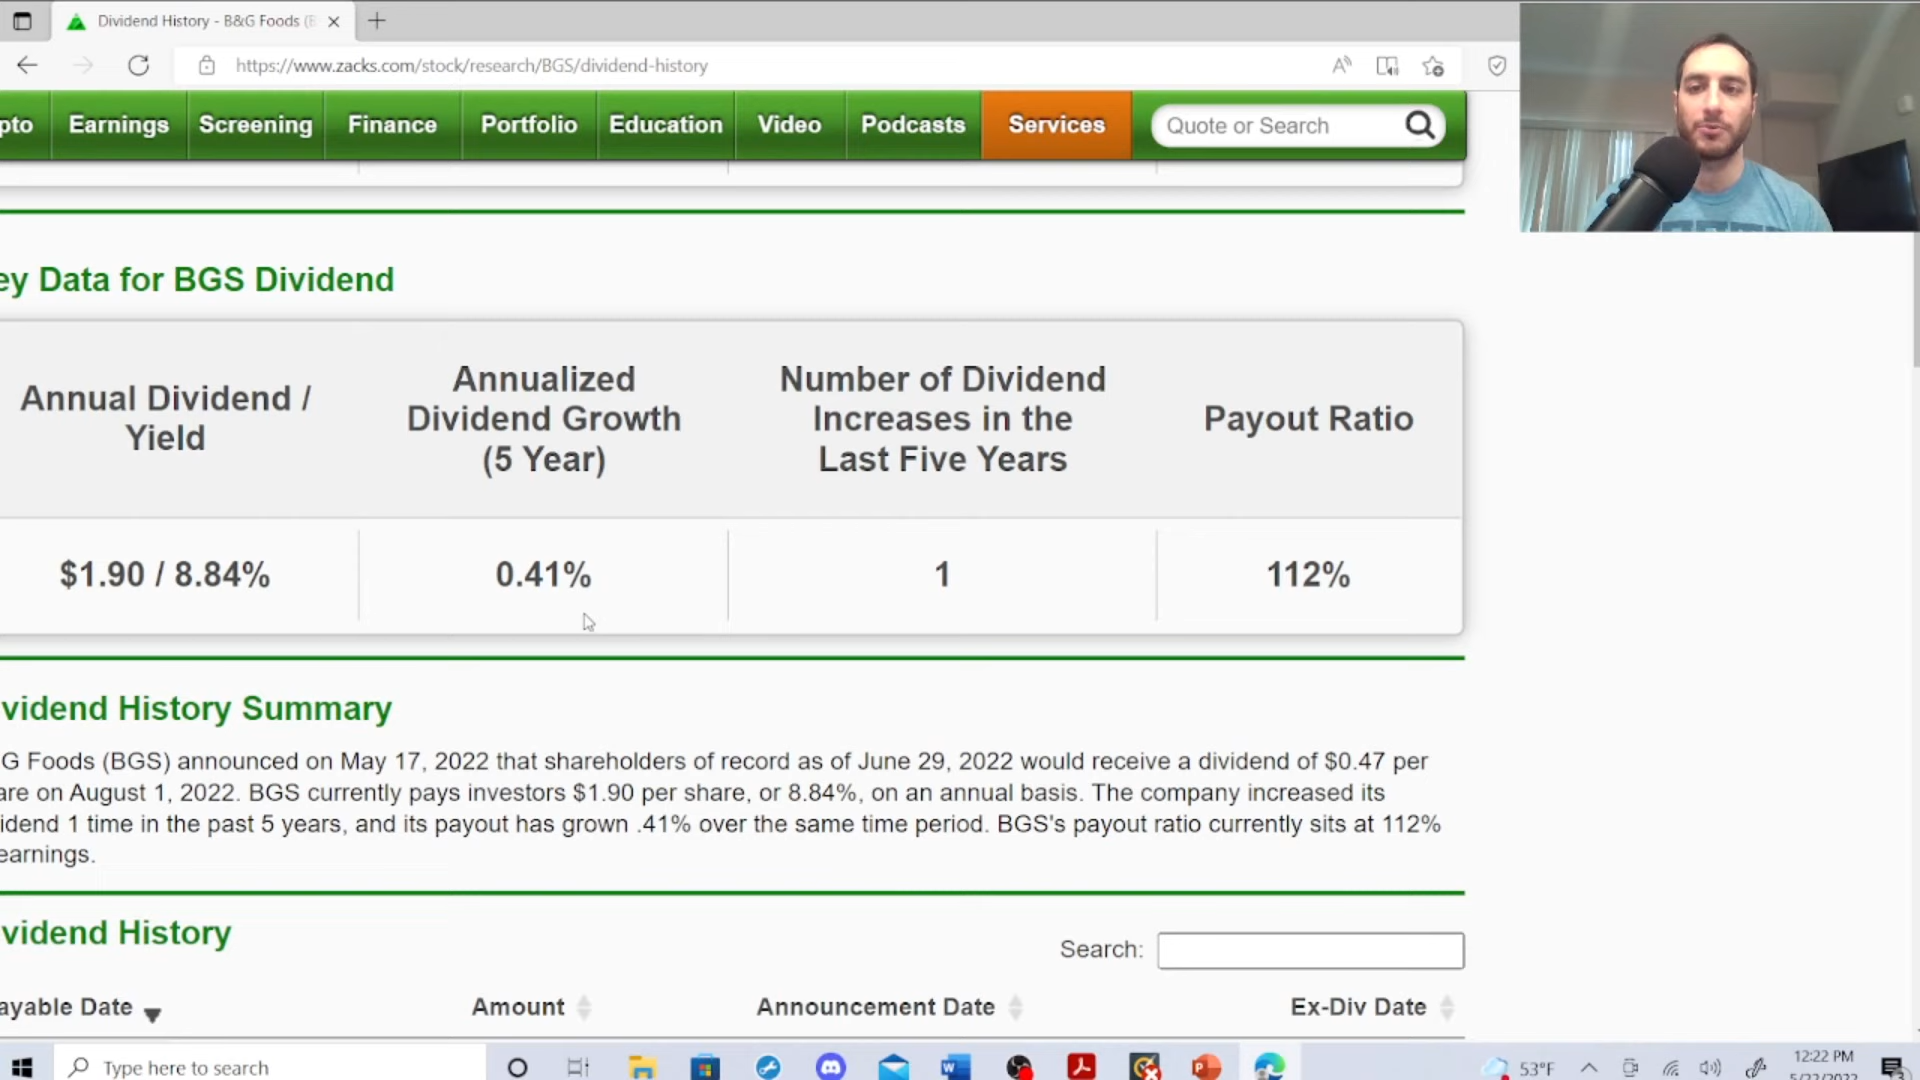 Dividend History - B&G Foods (B
https://www.zacks.com/stock/research/BGS/dividend-history
pto
Earnings
Screening
Finance
Portfolio
Education
Video
Podcasts
Services
Quote or Search
ey Data for BGS Dividend
Annual Dividend /
Yield
Annualized
Dividend Growth
(5 Year)
Number of Dividend
Increases in the
Last Five Years
Payout Ratio
$1.90 / 8.84%
0.41%
1
112%
vidend History Summary
G Foods (BGS) announced on May 17, 2022 that shareholders of record as of June 29, 2022 would receive a dividend of $0.47 per
are on August 1, 2022. BGS currently pays investors $1.90 per share, or 8.84%, on an annual basis. The company increased its
idend 1 time in the past 5 years, and its payout has grown .41% over the same time period. BGS's payout ratio currently sits at 112%
earnings.
vidend History
Search:
ayable Date
Amount
Announcement Date
Ex-Div Date
Type here to search
53°F
12:22 PM